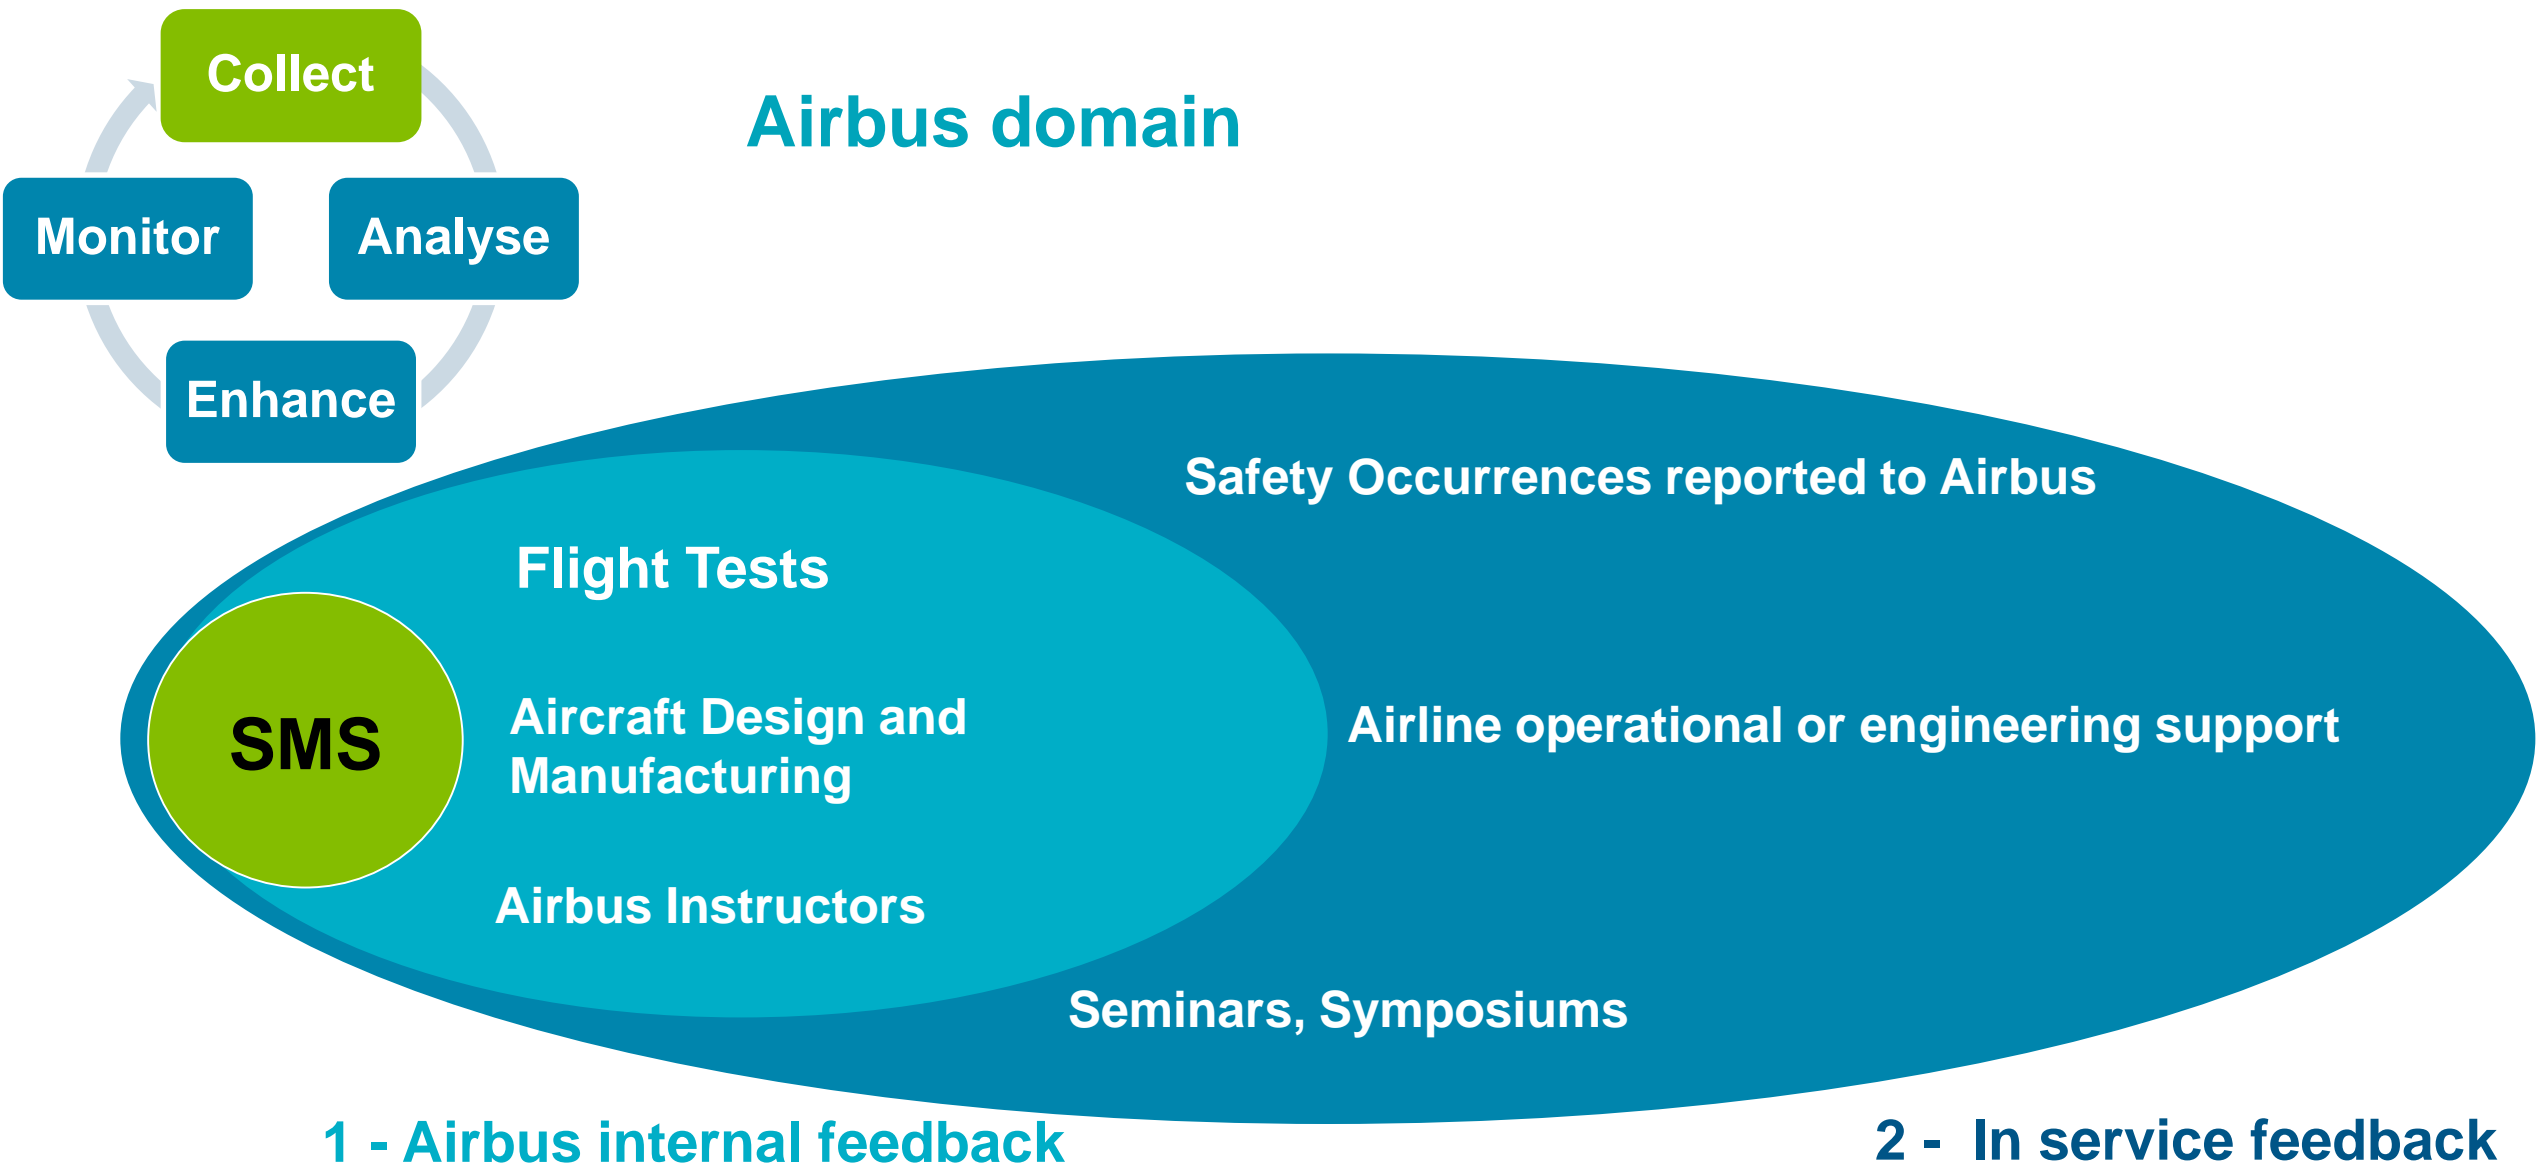 Collect
Airbus domain
Monitor
Analyse
Enhance
Safety Occurrences reported to Airbus
Flight Tests
SMS
Aircraft Design and
Manufacturing
Airline operational or engineering support
Airbus Instructors
Seminars, Symposiums
1 - Airbus internal feedback
2 - In service feedback